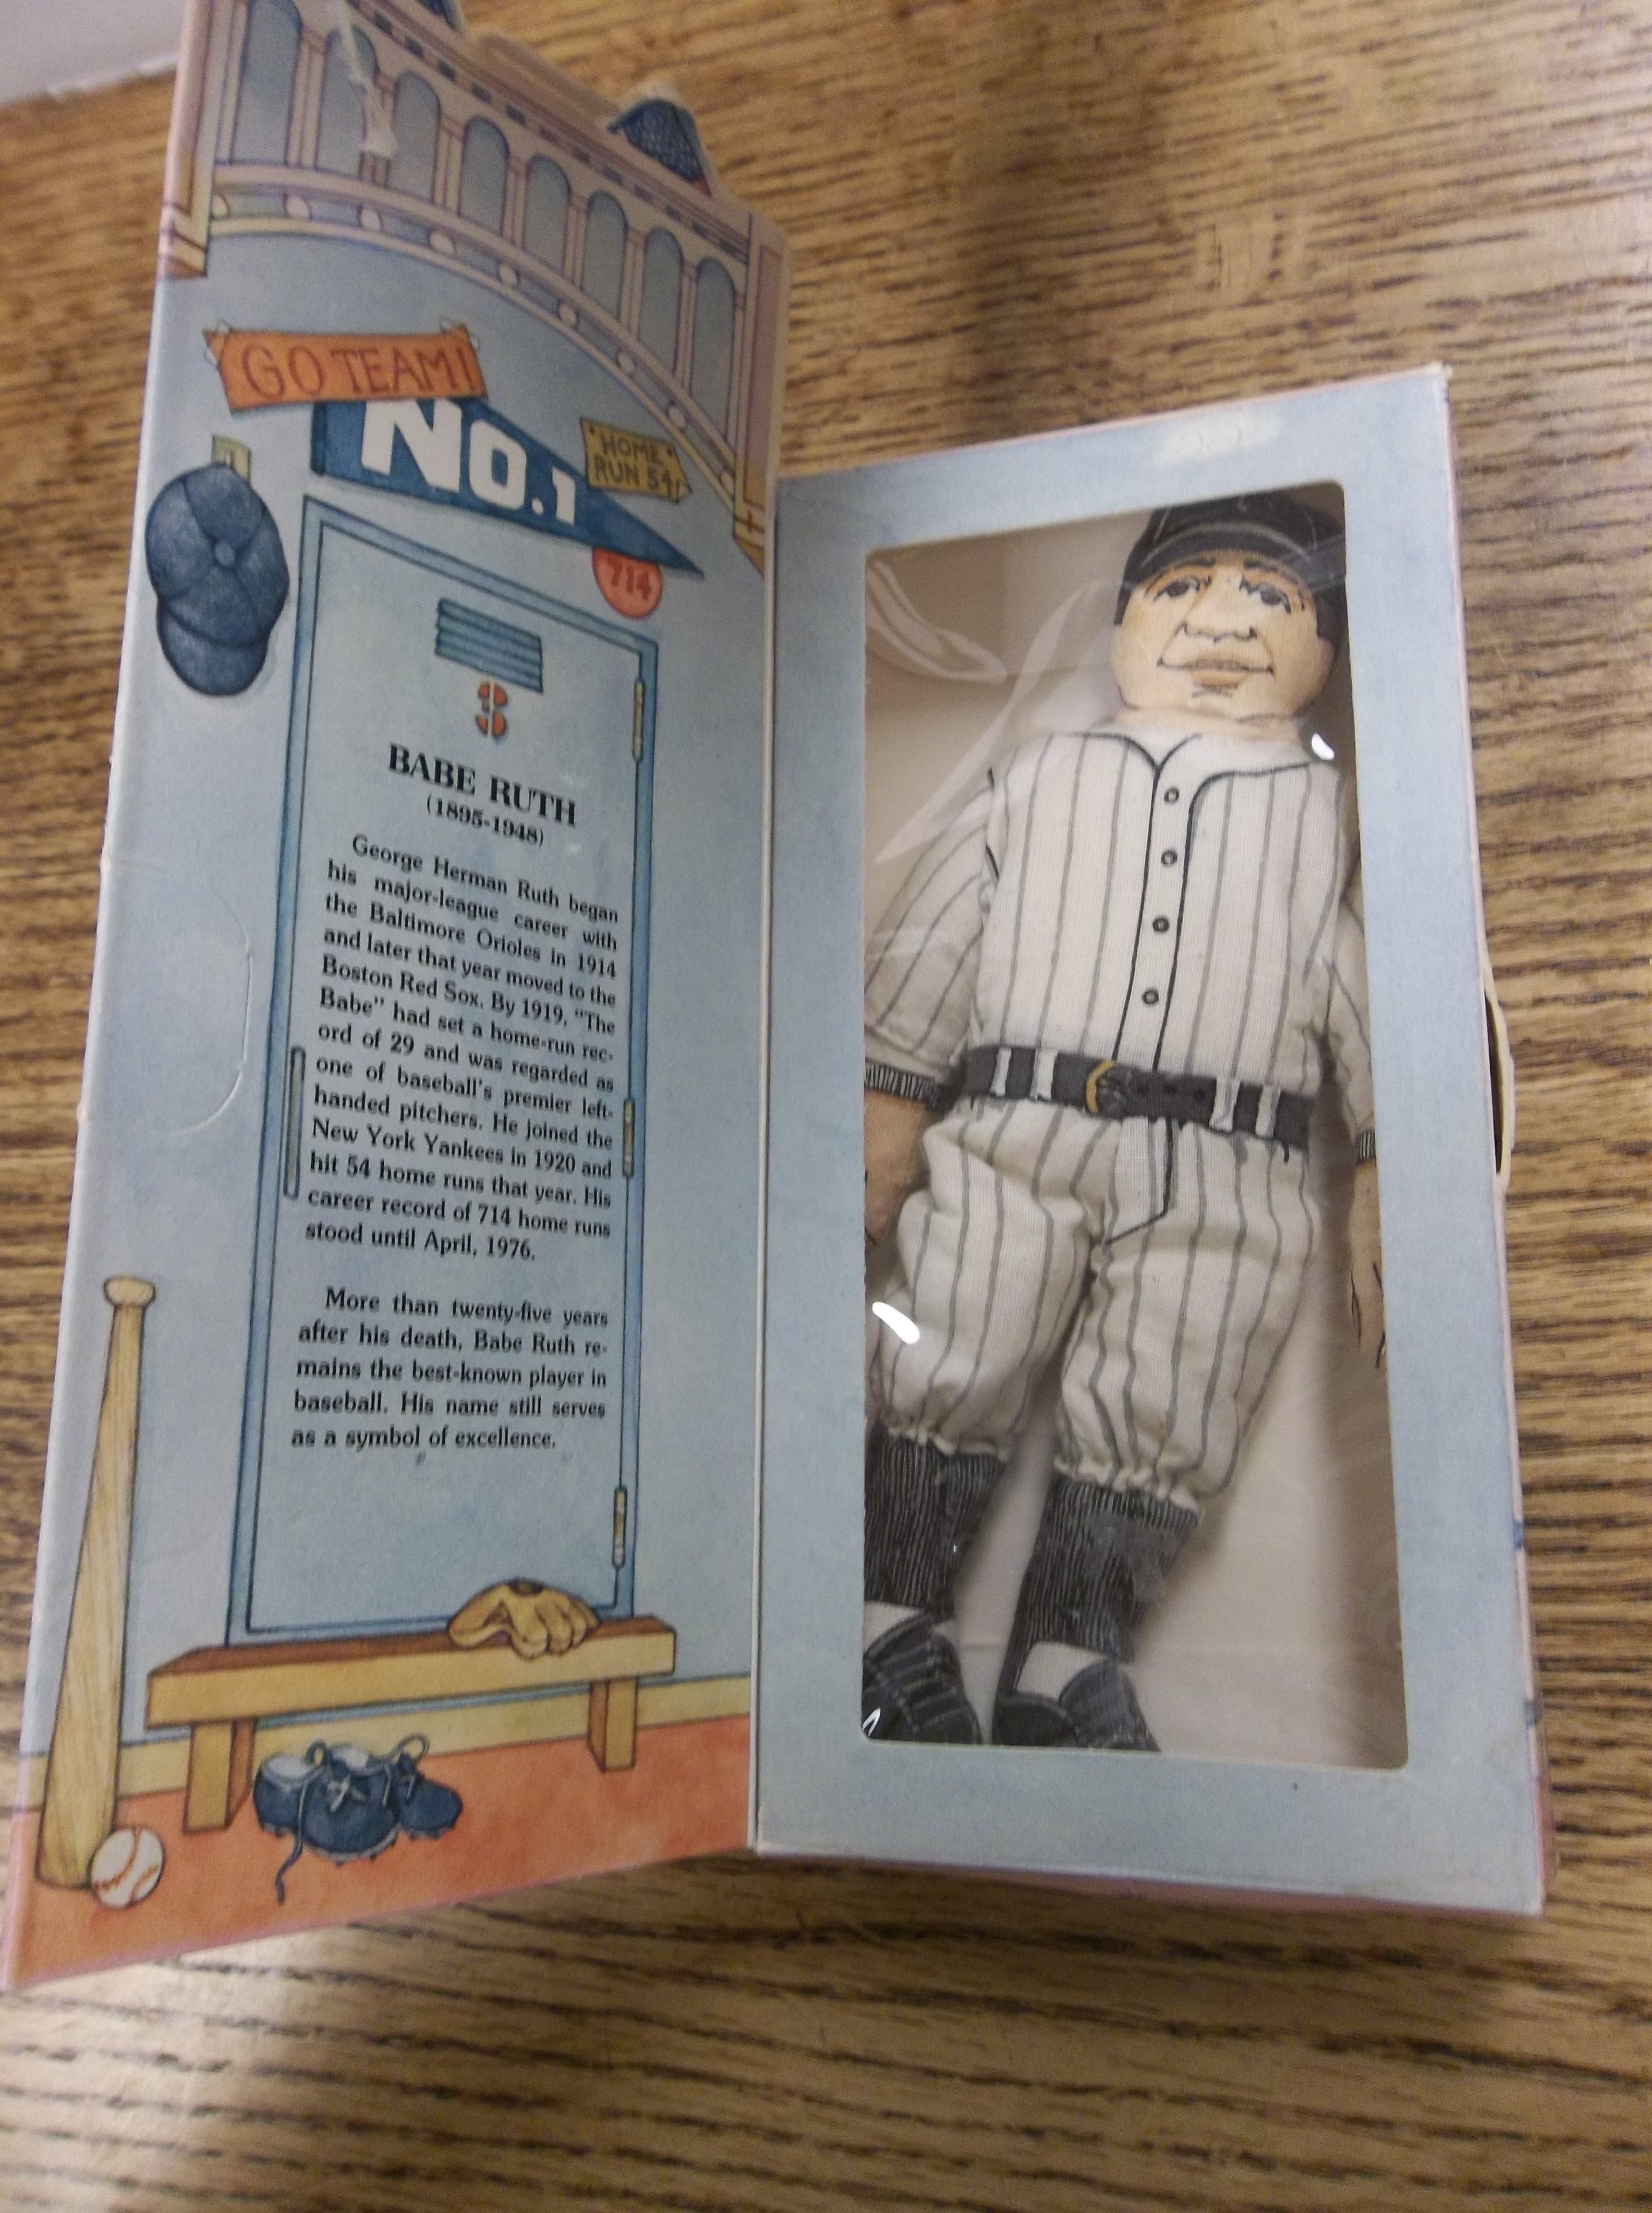 GO TEAM!
NO.1
HOME
RUN 54!
714
3
BABE RUTH
(1895-1948)
George Herman Ruth began
his major-league career with
the Baltimore Orioles in 1914
and later that year moved to the
Boston Red Sox. By 1919, "The
Babe" had set a home-run rec-
ord of 29 and was regarded as
one of baseball's premier left-
handed pitchers. He joined the
New York Yankees in 1920 and
hit 54 home runs that year. His
career record of 714 home runs
stood until April, 1976.
More than twenty-five years
after his death, Babe Ruth re-
mains the best-known player in
baseball. His name still serves
as a symbol of excellence.